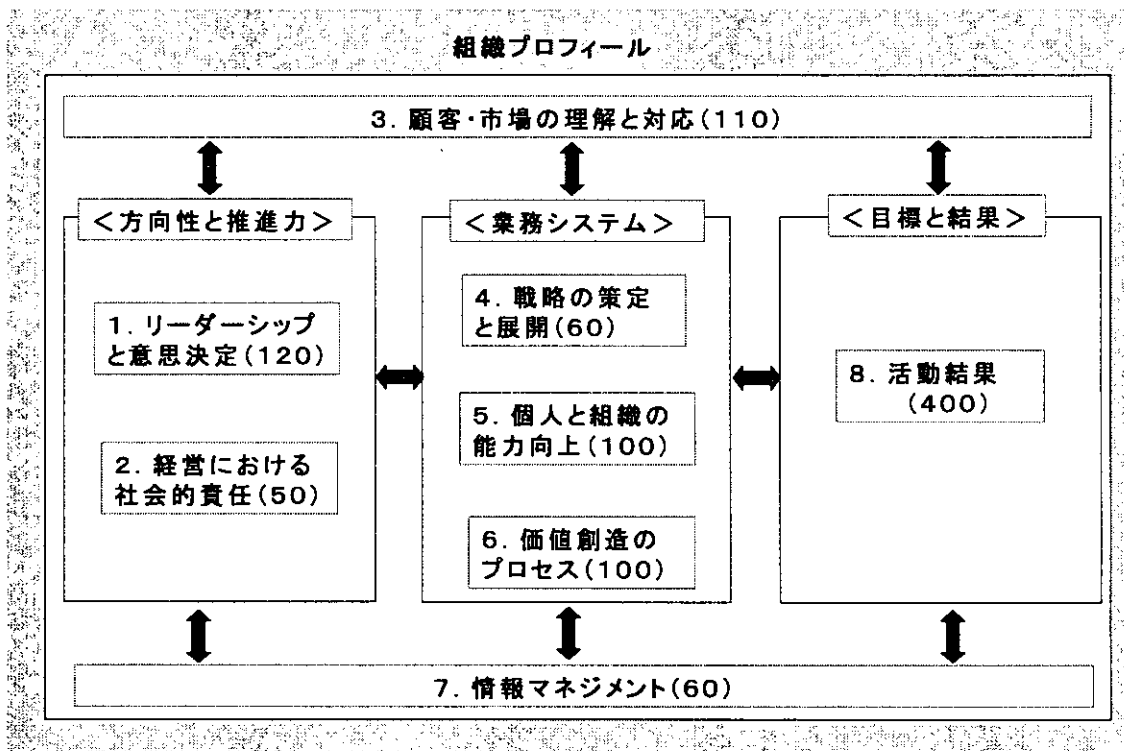 組織プロフィール
3. 顧客・市場の理解と対応(110)
＜方向性と推進力＞
1. リーダーシップ
と意思決定(120)
2. 経営における
社会的責任(50)
＜業務システム＞
4. 戦略の策定
と展開(60)
5. 個人と組織の
能力向上(100)
6. 価値創造の
プロセス(100)
＜目標と結果＞
8. 活動結果
(400)
7. 情報マネジメント(60)